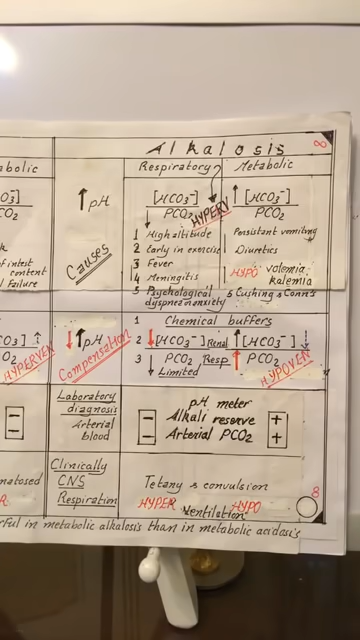 Alkalosis
8
abolic Respiratory Metabolic
O₃⁻] ↑pH [HCO₃⁻] ↑ [HCO₃⁻]
CO₂ ↓ PCO₂ PCO₂
HYPERV
Causes
1 High altitude Persistant vomiting
2 Early in exercise Diuretics
3 Fever HYPO volemia
4 Meningitis kalemia
5 Psychological Cushing & Conn's
dyspnea & anxiety
of intest
content
l failure
1 Chemical buffers
CO₃⁻] ↑ ↓ ↑pH 2 ↓ [HCO₃⁻] Renal ↑ [HCO₃⁻] ↓
O₂ HYPERVEN Compensation 3 ↓ PCO₂ Resp ↑ PCO₂
Limited HYPOVEN
Laboratory pH meter
diagnosis − Alkali reserve +
− Arterial − Arterial PCO₂ +
− blood
Clinically
CNS Tetany & convulsion
Respiration HYPER HYPO
Ventilation
matosed
R
8
rful in metabolic alkalosis than in metabolic acidosis